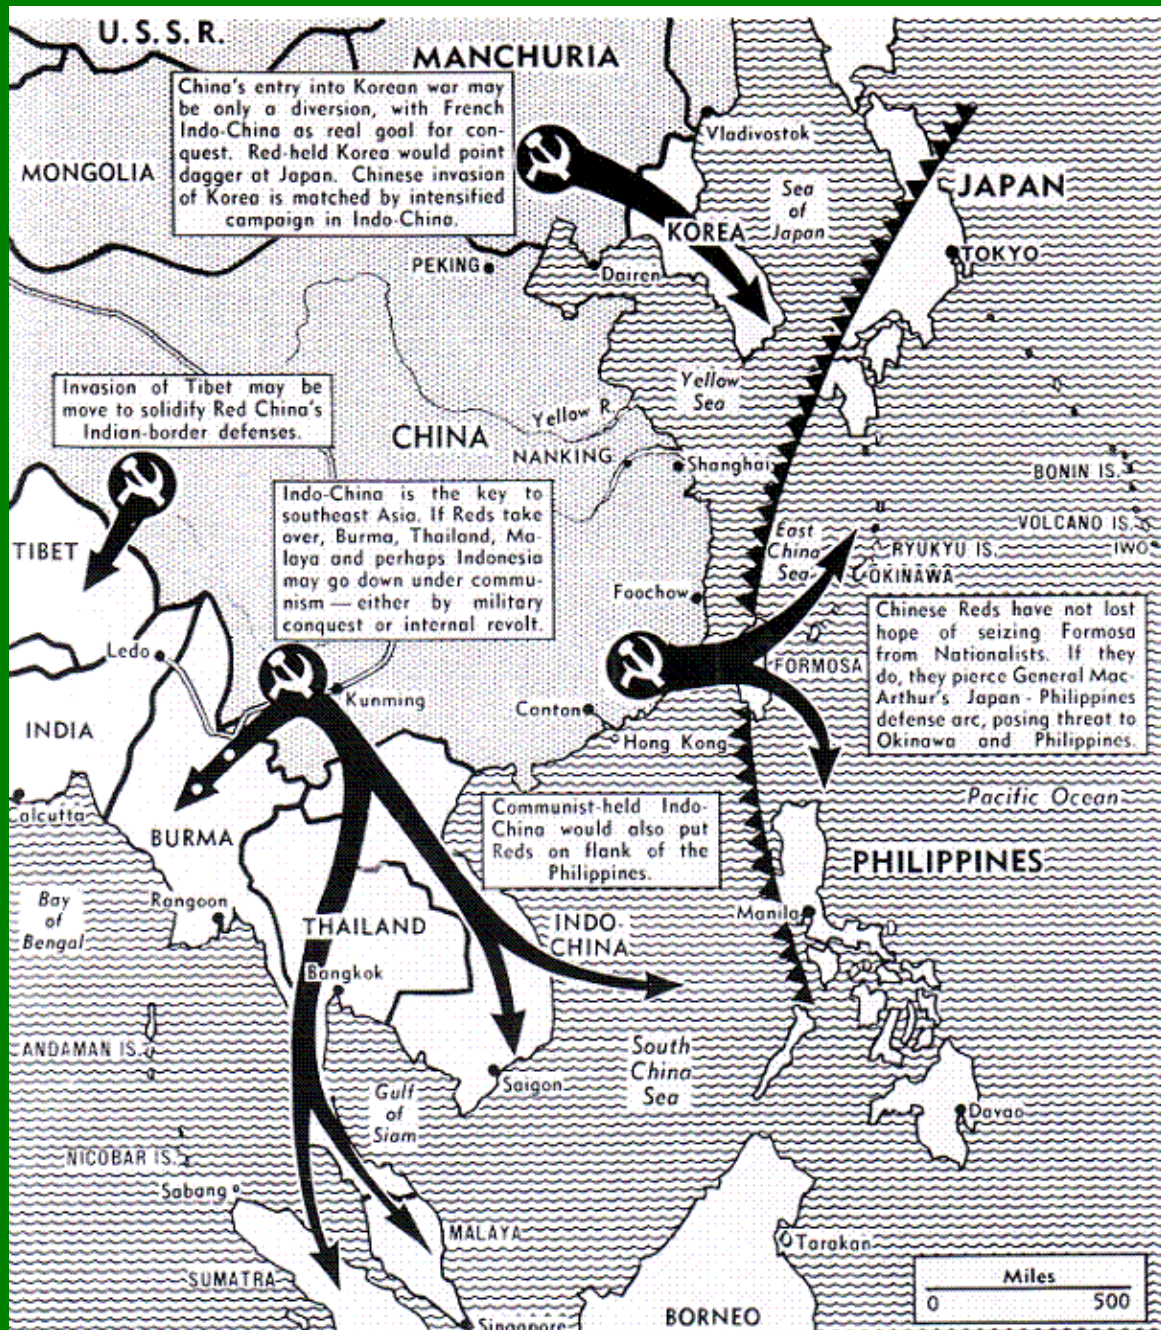 U.S.S.R.
MANCHURIA
China's entry into Korean war may
be only a diversion, with French
Indo-China as real goal for con-
quest. Red-held Korea would point
dagger at Japan. Chinese invasion
of Korea is matched by intensified
campaign in Indo-China.
Vladivostok
MONGOLIA
Sea
of
Japan
JAPAN
KOREA
TOKYO
PEKING
Dairen
Invasion of Tibet may be
move to solidify Red China's
Indian-border defenses.
Yellow
Sea
Yellow R.
CHINA
NANKING
Shanghai
BONIN IS.
Indo-China is the key to
southeast Asia. If Reds take
over, Burma, Thailand, Ma-
laya and perhaps Indonesia
may go down under commu-
nism — either by military
conquest or internal revolt.
VOLCANO IS.
IWO
East
China
Sea
RYUKYU IS.
OKINAWA
TIBET
Foochow
Chinese Reds have not lost
hope of seizing Formosa
from Nationalists. If they
do, they pierce General Mac-
Arthur's Japan - Philippines
defense arc, posing threat to
Okinawa and Philippines.
Ledo
FORMOSA
Kunming
Canton
INDIA
Hong Kong
Pacific Ocean
Calcutta
Communist-held Indo-
China would also put
Reds on flank of the
Philippines.
BURMA
PHILIPPINES
Bay
of
Bengal
Rangoon
THAILAND
INDO-
CHINA
Manila
Bangkok
ANDAMAN IS.
South
China
Sea
Saigon
Gulf
of
Siam
Davao
NICOBAR IS.
Sabang
MALAYA
Tarakan
SUMATRA
Miles
0 500
Singapore
BORNEO